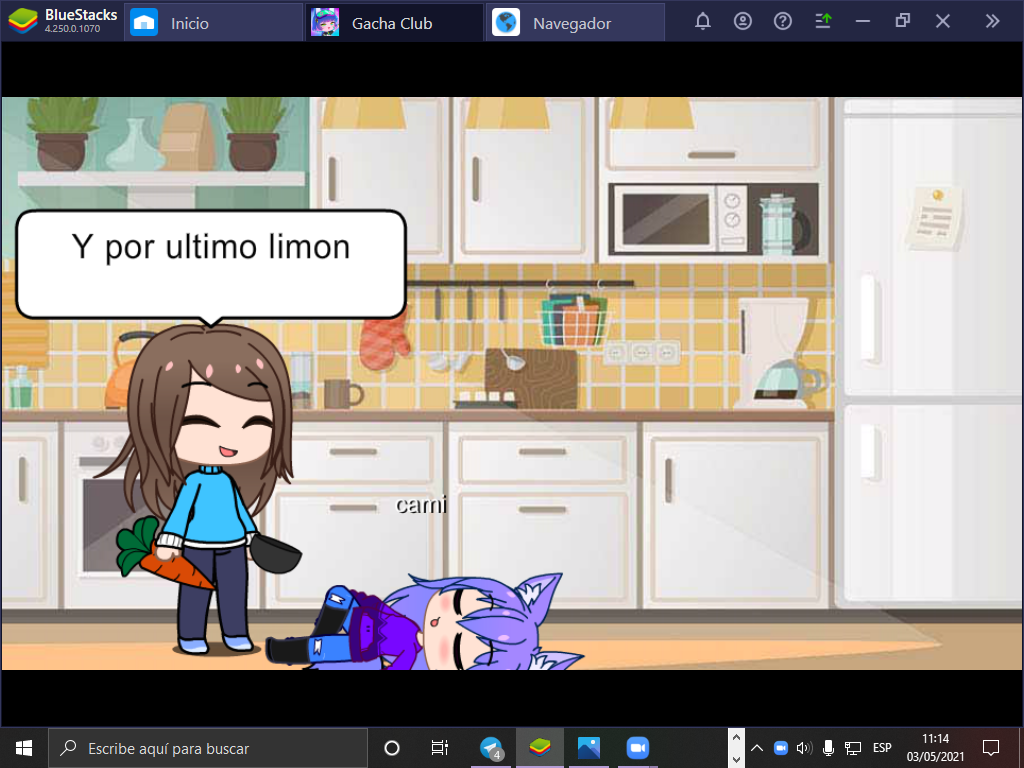 BlueStacks
4.250.0.1070
Inicio
Gacha Club
Navegador
Y por ultimo limon
cami
Escribe aquí para buscar
4
ESP
11:14
03/05/2021